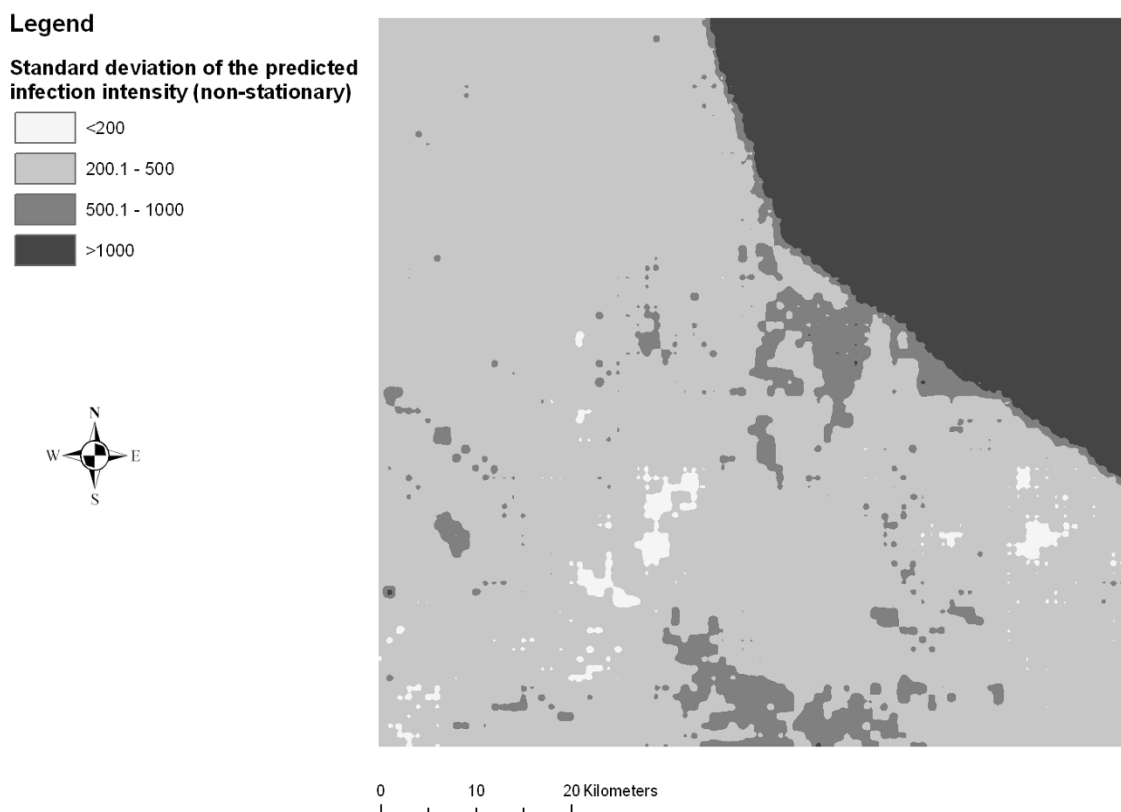 Legend
Standard deviation of the predicted
infection intensity (non-stationary)
<200
200.1 - 500
500.1 - 1000
>1000
N
W E
S
0 10 20 Kilometers